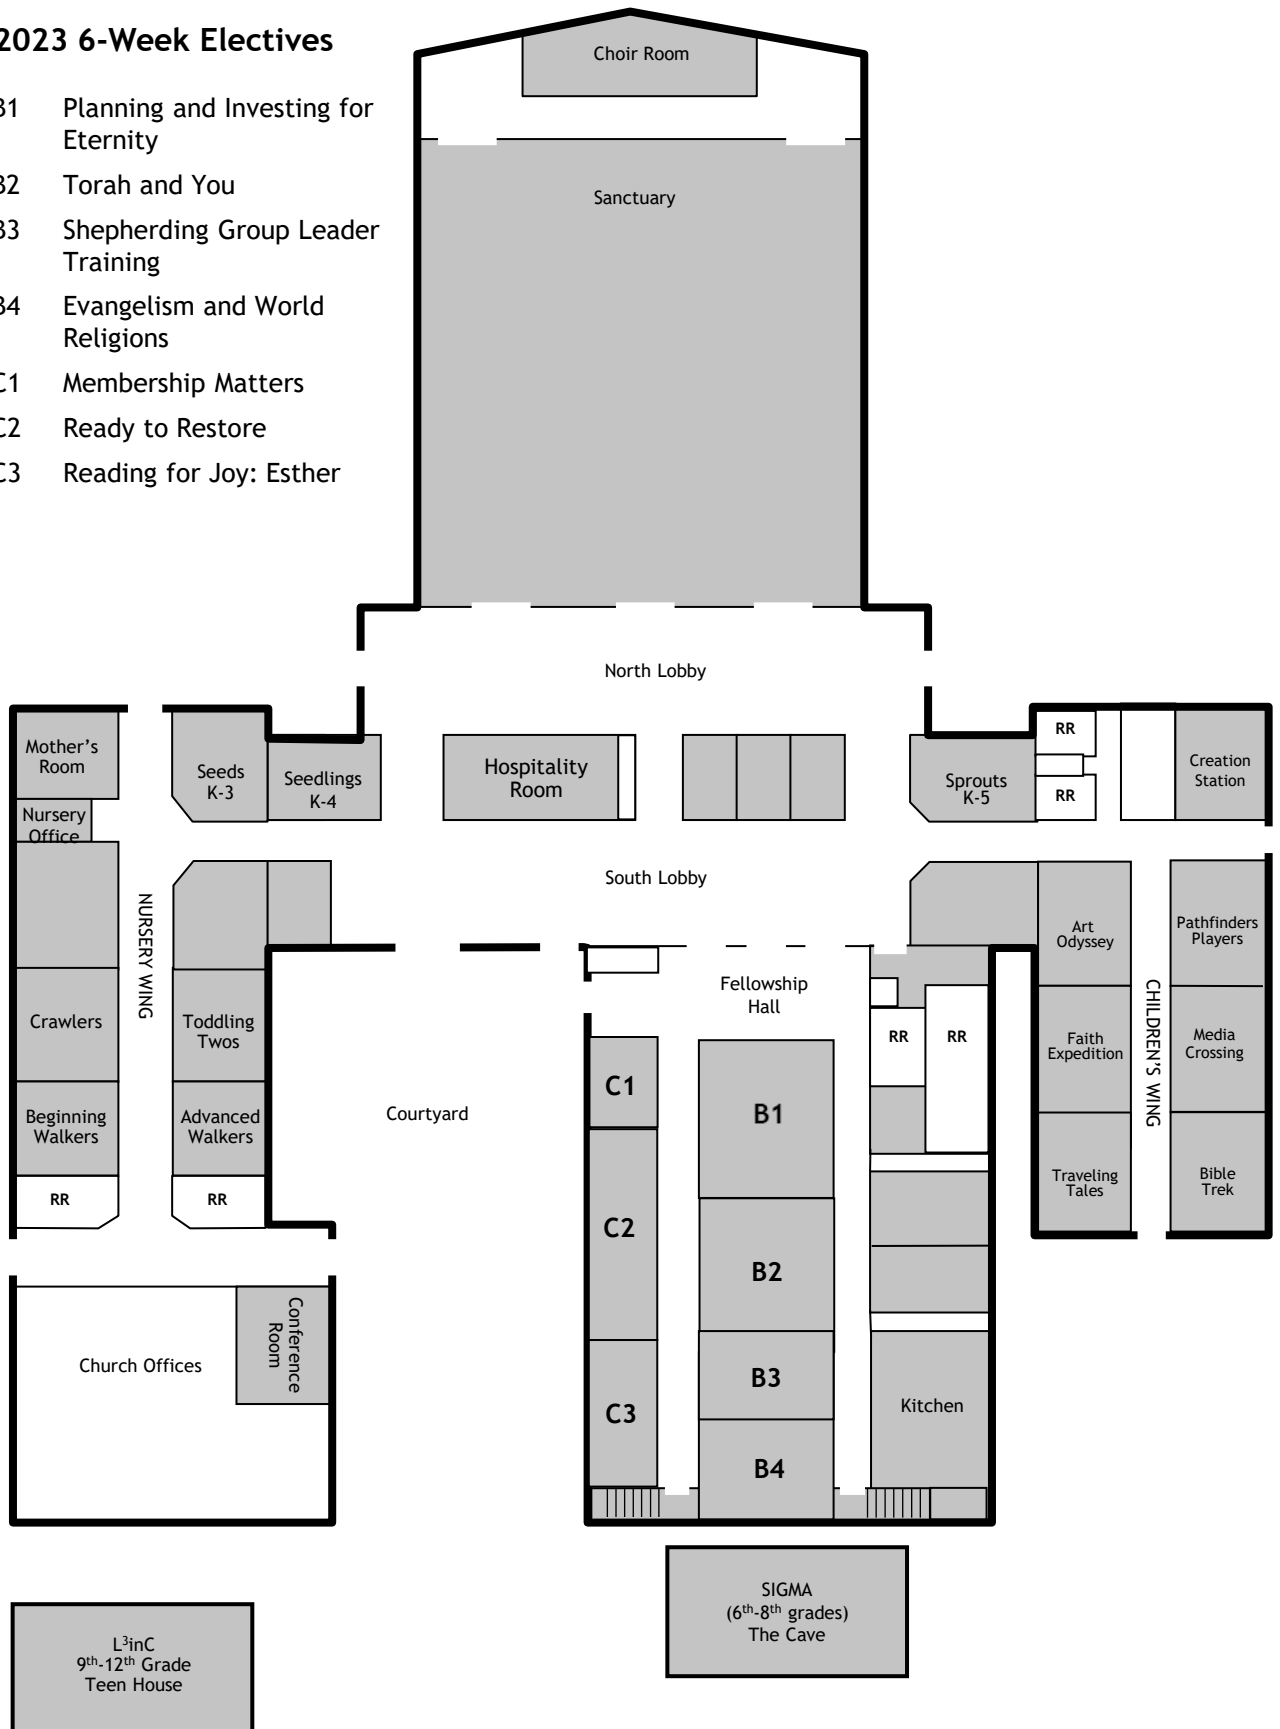 2023 6-Week Electives
B1 Planning and Investing for
Eternity
B2 Torah and You
B3 Shepherding Group Leader
Training
B4 Evangelism and World
Religions
C1 Membership Matters
C2 Ready to Restore
C3 Reading for Joy: Esther
Choir Room
Sanctuary
North Lobby
Mother's
Room
Nursery
Office
Seeds
K-3
Seedlings
K-4
Hospitality
Room
Sprouts
K-5
RR
RR
Creation
Station
South Lobby
NURSERY WING
Crawlers
Toddling
Twos
Beginning
Walkers
Advanced
Walkers
RR
RR
Courtyard
Fellowship
Hall
RR
RR
C1
C2
C3
B1
B2
B3
B4
Kitchen
Art
Odyssey
Pathfinders
Players
Faith
Expedition
Media
Crossing
CHILDREN'S WING
Traveling
Tales
Bible
Trek
Church Offices
Conference
Room
SIGMA
(6th-8th grades)
The Cave
L³inC
9th-12th Grade
Teen House